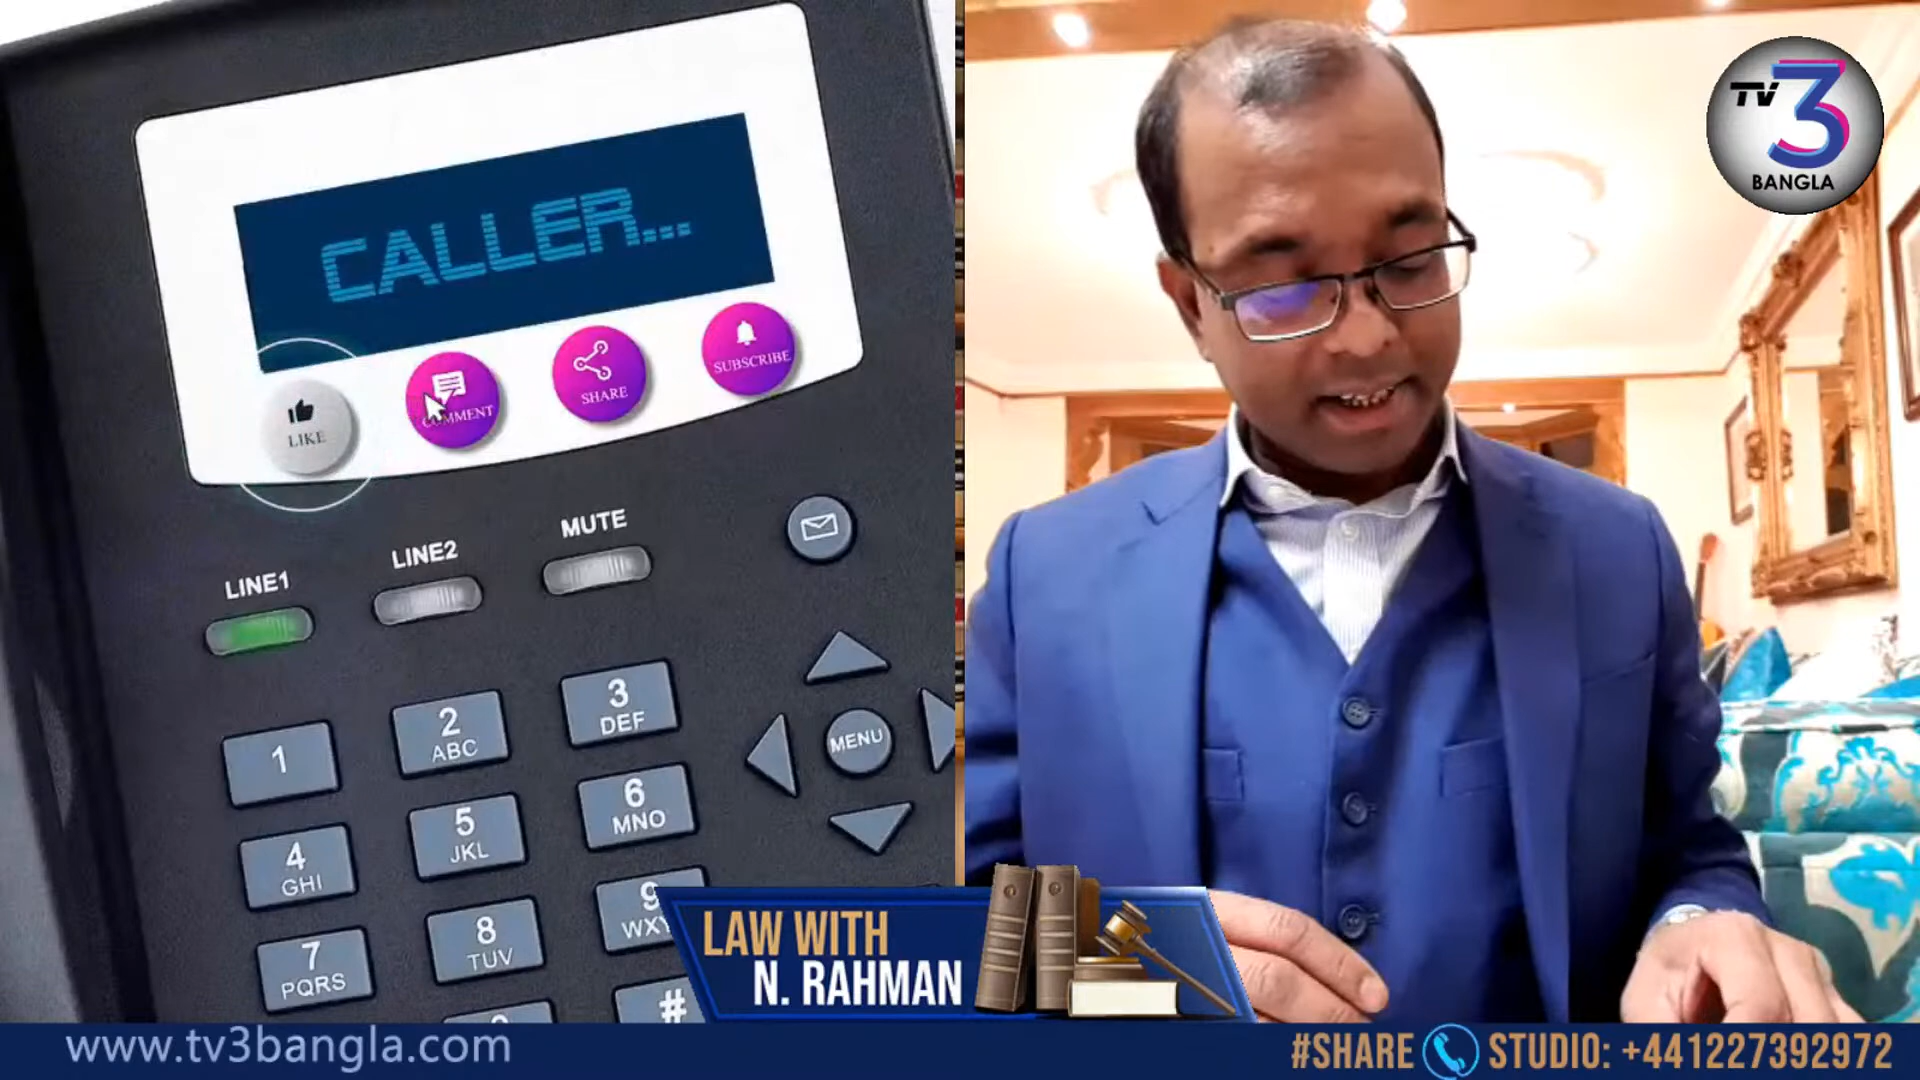 CALLER...
LIKE
COMMENT
SHARE
SUBSCRIBE
LINE1
LINE2
MUTE
1
2
ABC
3
DEF
4
GHI
5
JKL
6
MNO
7
PQRS
8
TUV
9
#
MENU
TV3
BANGLA
LAW WITH
N. RAHMAN
www.tv3bangla.com
#SHARE STUDIO: +441227392972